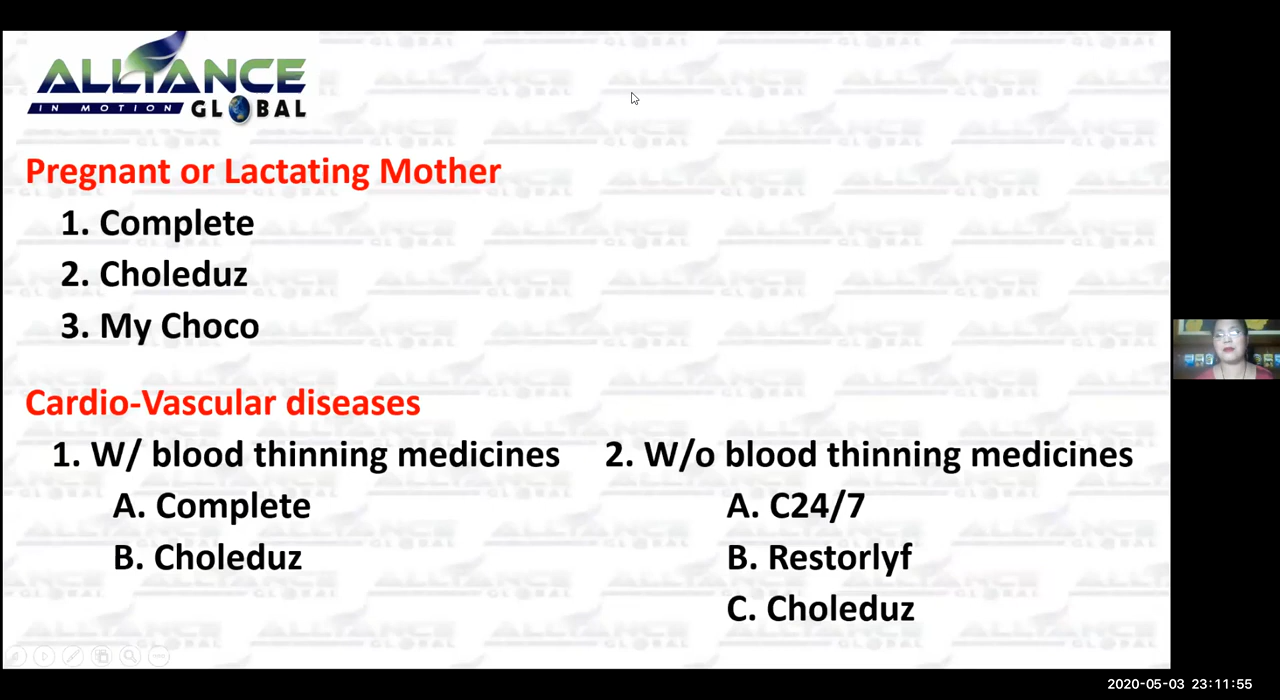 ALLIANCE
IN MOTION GLOBAL
Pregnant or Lactating Mother
1. Complete
2. Choleduz
3. My Choco
Cardio-Vascular diseases
1. W/ blood thinning medicines
A. Complete
B. Choleduz
2. W/o blood thinning medicines
A. C24/7
B. Restorlyf
C. Choleduz
2020-05-03 23:11:55